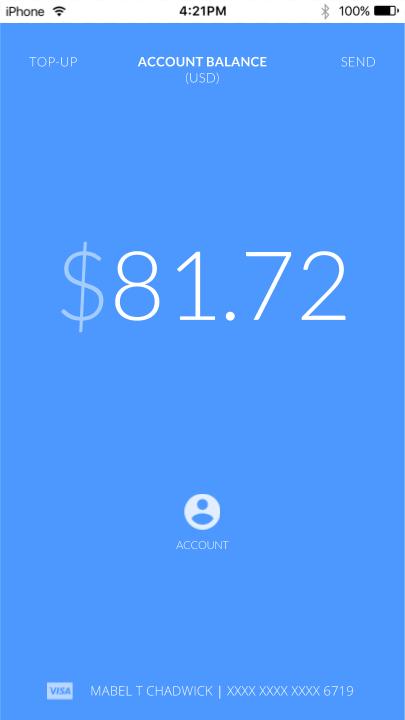 iPhone 4:21PM 100%
TOP-UP ACCOUNT BALANCE SEND
(USD)
$81.72
ACCOUNT
VISA MABEL T CHADWICK | XXXX XXXX XXXX 6719